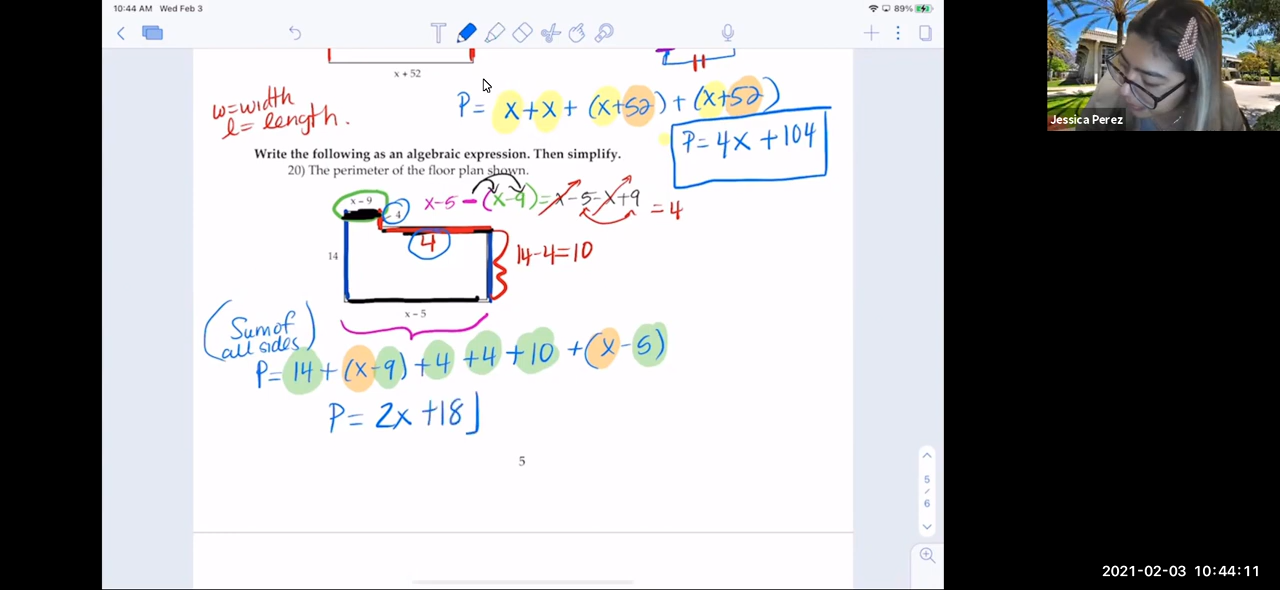 10:44 AM Wed Feb 3
89%
x + 52
w=width
l = length.
P = x+x + (x+52) + (x+52)
P= 4x + 104
Write the following as an algebraic expression. Then simplify.
20) The perimeter of the floor plan shown.
x – 9
4
x-5 - (x-9) = x-5-x+9
= 4
4
14
14-4=10
x – 5
(Sum of
all sides)
P= 14 + (x-9) + 4 +4 +10 +(x-5)
P= 2x +18
5
5
/
6
Jessica Perez
2021-02-03 10:44:11